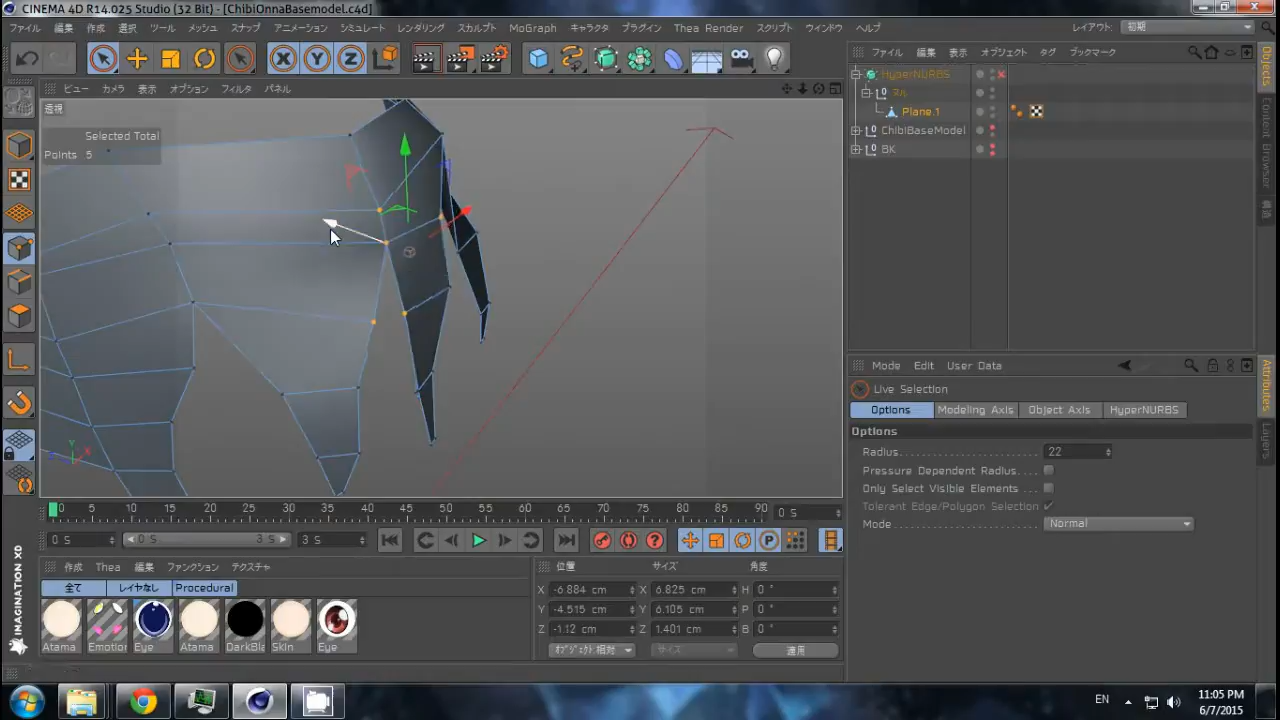 CINEMA 4D R14.025 Studio (32 Bit) - [ChibiOnnaBasemodel.c4d]
ファイル 編集 作成 選択 ツール メッシュ スナップ アニメーション シミュレート レンダリング スカルプト MoGraph キャラクタ プラグイン Thea Render スクリプト ウインドウ ヘルプ レイアウト: 初期
X Y Z
ファイル 編集 表示 オブジェクト タグ ブックマーク
ビュー カメラ 表示 オプション フィルタ パネル
HyperNURBS
ヌル
Plane.1
ChibiBaseModel
BK
透視
Selected Total
Points 5
Objects
Content Browser
構造
Mode Edit User Data
Live Selection
Options Modeling Axis Object Axis HyperNURBS
Options
Radius 22
Pressure Dependent Radius
Only Select Visible Elements
Tolerant Edge/Polygon Selection
Mode Normal
Attributes
Layers
Y X
0 5 10 15 20 25 30 35 40 45 50 55 60 65 70 75 80 85 90 0 S
0 S 0 S 3 S 3 S
作成 Thea 編集 ファンクション テクスチャ
全て レイヤなし Procedural
Atama Emotion Eye Atama DarkBla Skin Eye
位置 サイズ 角度
X -6.884 cm X 6.825 cm H 0 °
Y -4.515 cm Y 6.105 cm P 0 °
Z -1.12 cm Z 1.401 cm B 0 °
オブジェクト相対 サイズ 適用
IMAGINATION XD
EN
11:05 PM
6/7/2015